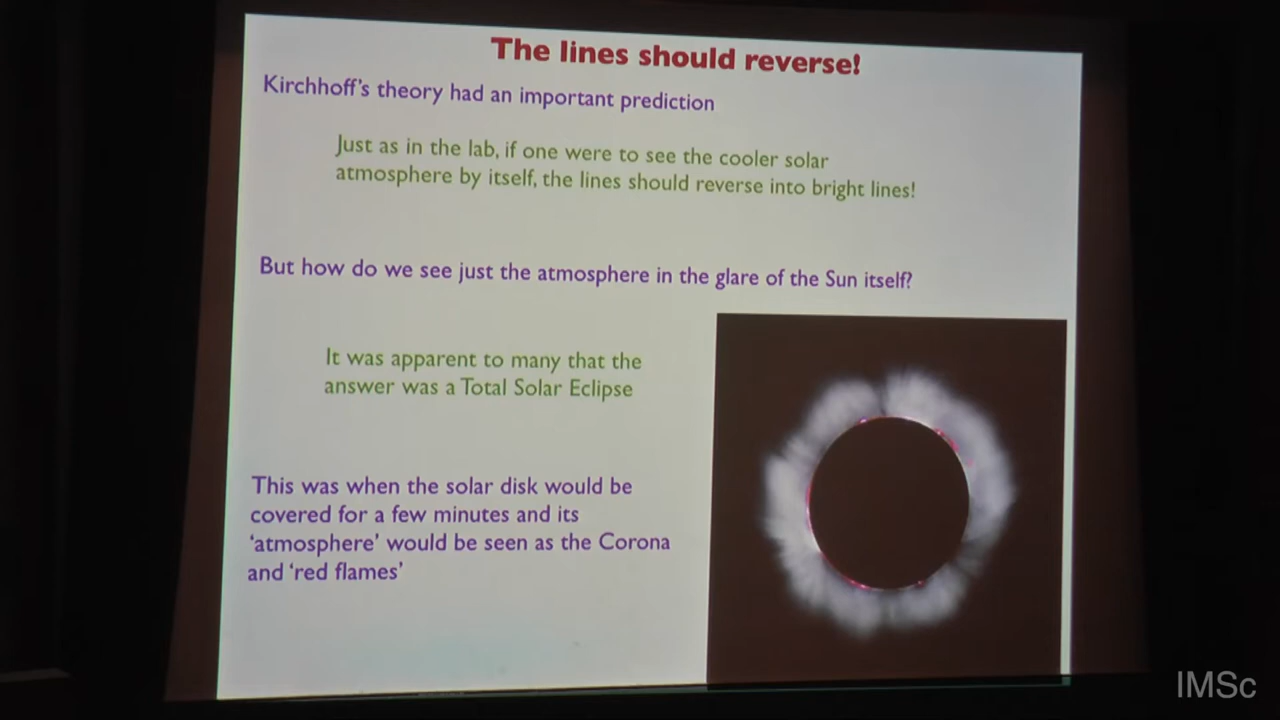 The lines should reverse!
Kirchhoff's theory had an important prediction
Just as in the lab, if one were to see the cooler solar
atmosphere by itself, the lines should reverse into bright lines!
But how do we see just the atmosphere in the glare of the Sun itself?
It was apparent to many that the
answer was a Total Solar Eclipse
This was when the solar disk would be
covered for a few minutes and its
‘atmosphere’ would be seen as the Corona
and ‘red flames’
IMSc